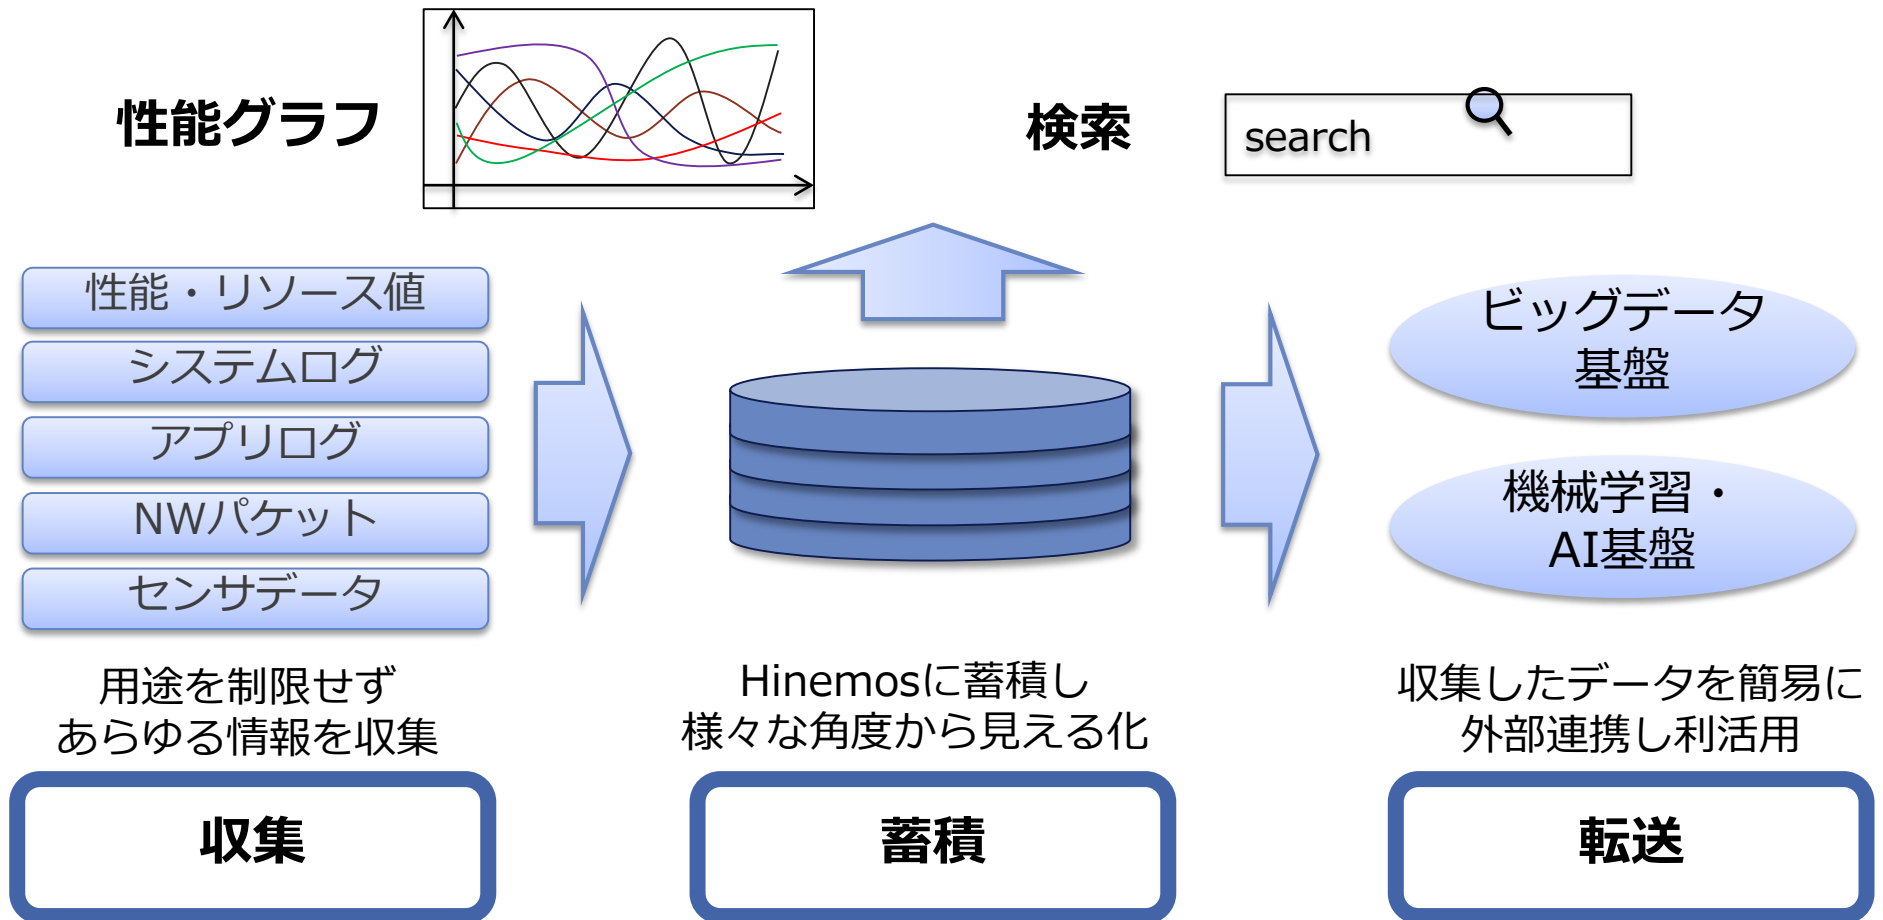 性能グラフ
検索
search
性能・リソース値
システムログ
アプリログ
NWパケット
センサデータ
ビッグデータ
基盤
機械学習・
AI基盤
用途を制限せず
あらゆる情報を収集
Hinemosに蓄積し
様々な角度から見える化
収集したデータを簡易に
外部連携し利活用
収集
蓄積
転送